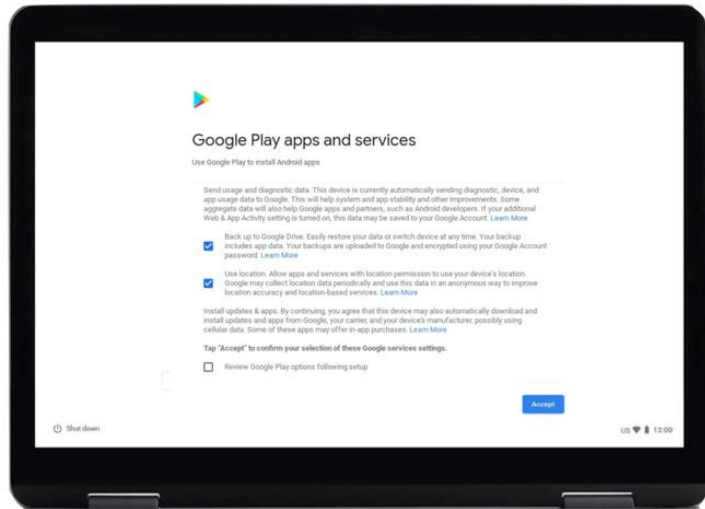 Google Play apps and services
Use Google Play to install Android apps
Send usage and diagnostic data. This device is currently automatically sending diagnostic, device, and
app usage data to Google. This will help system and app stability and other improvements. Some
aggregate data will also help Google apps and partners, such as Android developers. If your additional
Web & App Activity setting is turned on, this data may be saved to your Google Account. Learn More
Back up to Google Drive. Easily restore your data or switch device at any time. Your backup
includes app data. Your backups are uploaded to Google and encrypted using your Google Account
password. Learn More
Use location. Allow apps and services with location permission to use your device's location.
Google may collect location data periodically and use this data in an anonymous way to improve
location accuracy and location-based services. Learn More
Install updates & apps. By continuing, you agree that this device may also automatically download and
install updates and apps from Google, your carrier, and your device's manufacturer, possibly using
cellular data. Some of these apps may offer in-app purchases. Learn More
Tap "Accept" to confirm your selection of these Google services settings.
Review Google Play options following setup
Accept
Shut down
US 12:00